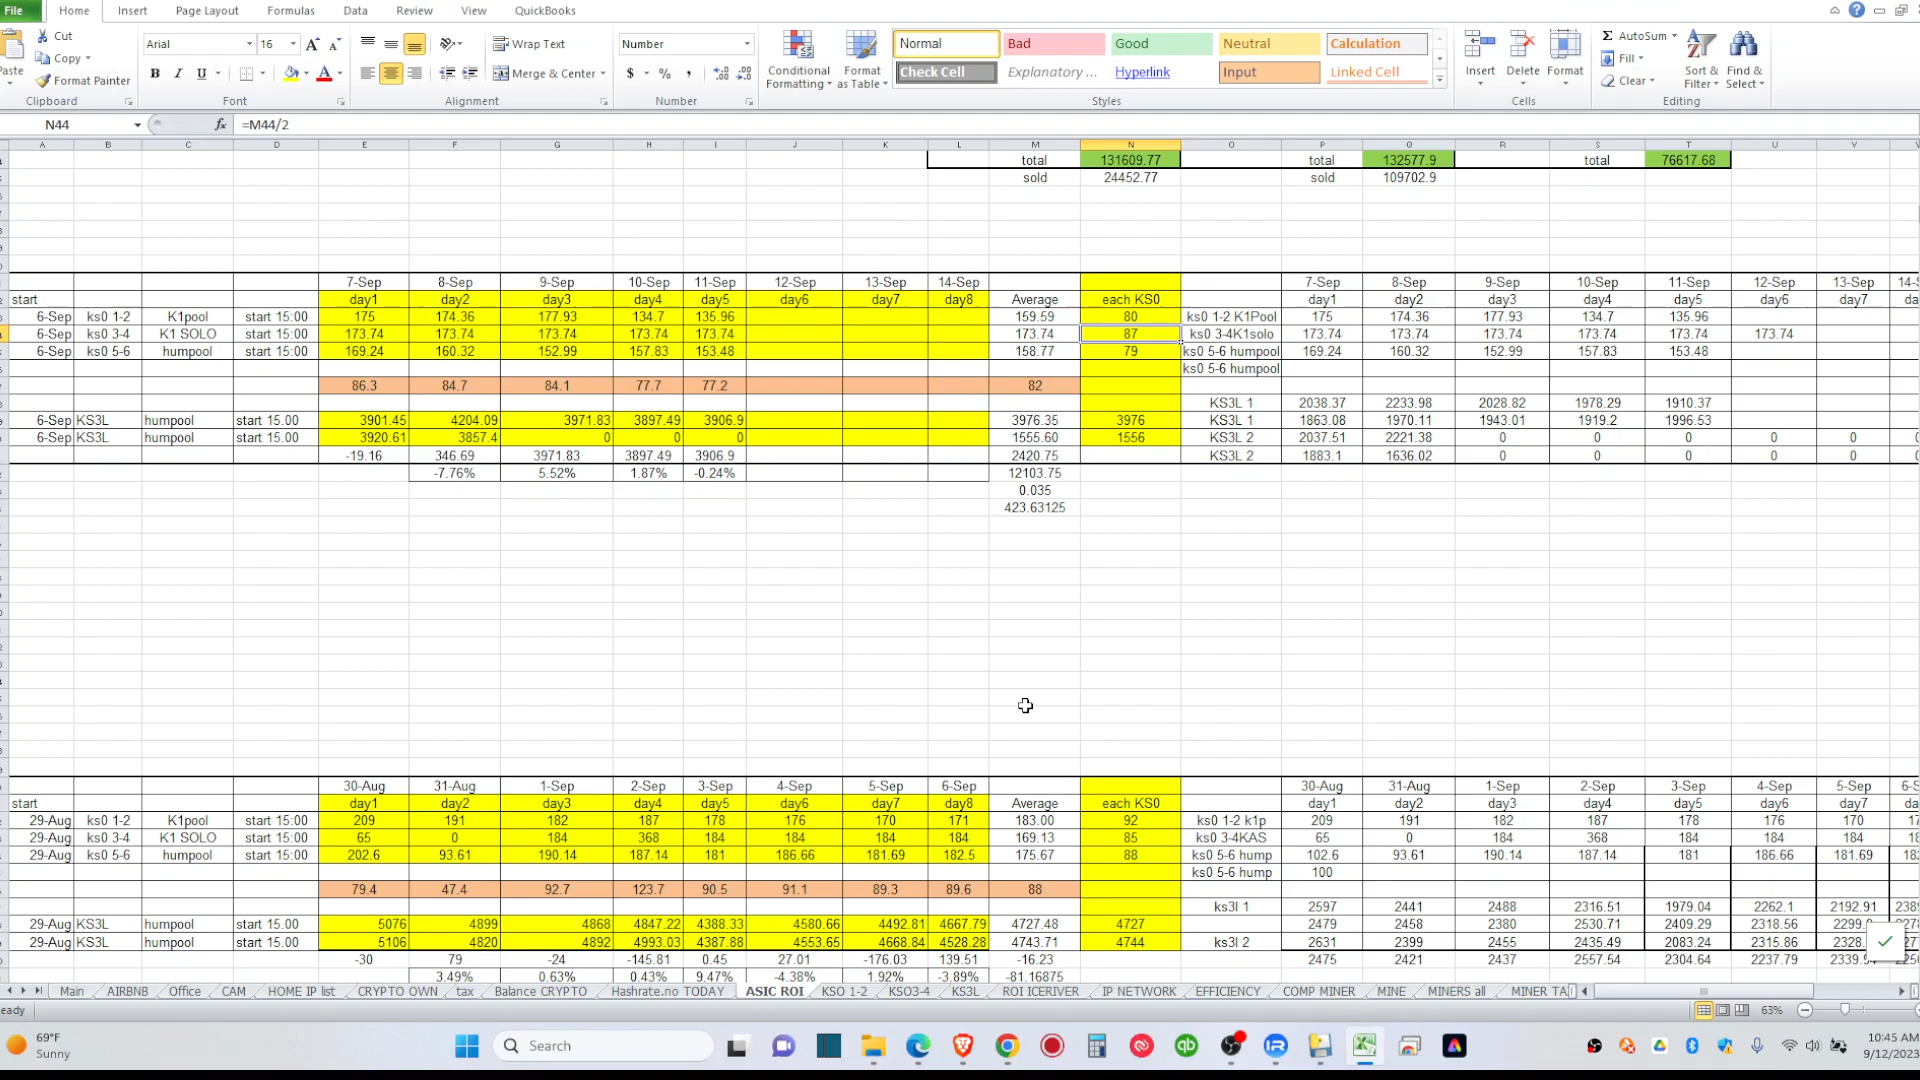 File Home Insert Page Layout Formulas Data Review View QuickBooks
Paste Cut Arial 16 Wrap Text Number Normal Bad Good Neutral Calculation AutoSum
Copy Conditional Formatting Format as Table Insert Delete Format Fill Sort & Filter Find & Select
Format Painter B I U Merge & Center $ % , Check Cell Explanatory ... Hyperlink Input Linked Cell Clear
Clipboard Font Alignment Number Styles Cells Editing
N44 fx =M44/2
A B C D E F G H I J K L M N O P Q R S T U V
total 131609.77 total 132577.9 total 76617.68
sold 24452.77 sold 109702.9
7-Sep 8-Sep 9-Sep 10-Sep 11-Sep 12-Sep 13-Sep 14-Sep 7-Sep 8-Sep 9-Sep 10-Sep 11-Sep 12-Sep 13-Sep
start day1 day2 day3 day4 day5 day6 day7 day8 Average each KS0 day1 day2 day3 day4 day5 day6 day7
6-Sep ks0 1-2 K1pool start 15:00 175 174.36 177.93 134.7 135.96 159.59 80 ks0 1-2 K1Pool 175 174.36 177.93 134.7 135.96
6-Sep ks0 3-4 K1 SOLO start 15:00 173.74 173.74 173.74 173.74 173.74 173.74 87 ks0 3-4K1solo 173.74 173.74 173.74 173.74 173.74 173.74
6-Sep ks0 5-6 humpool start 15:00 169.24 160.32 152.99 157.83 153.48 158.77 79 ks0 5-6 humpool 169.24 160.32 152.99 157.83 153.48
ks0 5-6 humpool
86.3 84.7 84.1 77.7 77.2 82
KS3L 1 2038.37 2233.98 2028.82 1978.29 1910.37
6-Sep KS3L humpool start 15.00 3901.45 4204.09 3971.83 3897.49 3906.9 3976.35 3976 KS3L 1 1863.08 1970.11 1943.01 1919.2 1996.53
6-Sep KS3L humpool start 15.00 3920.61 3857.4 0 0 0 1555.60 1556 KS3L 2 2037.51 2221.38 0 0 0 0 0
-19.16 346.69 3971.83 3897.49 3906.9 2420.75 KS3L 2 1883.1 1636.02 0 0 0 0 0
-7.76% 5.52% 1.87% -0.24% 12103.75
0.035
423.63125
30-Aug 31-Aug 1-Sep 2-Sep 3-Sep 4-Sep 5-Sep 6-Sep 30-Aug 31-Aug 1-Sep 2-Sep 3-Sep 4-Sep 5-Sep
start day1 day2 day3 day4 day5 day6 day7 day8 Average each KS0 day1 day2 day3 day4 day5 day6 day7
29-Aug ks0 1-2 K1pool start 15:00 209 191 182 187 178 176 170 171 183.00 92 ks0 1-2 k1p 209 191 182 187 178 176 170
29-Aug ks0 3-4 K1 SOLO start 15:00 65 0 184 368 184 184 184 184 169.13 85 ks0 3-4KAS 65 0 184 368 184 184 184
29-Aug ks0 5-6 humpool start 15:00 202.6 93.61 190.14 187.14 181 186.66 181.69 182.5 175.67 88 ks0 5-6 hump 102.6 93.61 190.14 187.14 181 186.66 181.69
ks0 5-6 hump 100
79.4 47.4 92.7 123.7 90.5 91.1 89.3 89.6 88
ks3l 1 2597 2441 2488 2316.51 1979.04 2262.1 2192.91
29-Aug KS3L humpool start 15.00 5076 4899 4868 4847.22 4388.33 4580.66 4492.81 4667.79 4727.48 4727 2479 2458 2380 2530.71 2409.29 2318.56
29-Aug KS3L humpool start 15.00 5106 4820 4892 4993.03 4387.88 4553.65 4668.84 4528.28 4743.71 4744 ks3l 2 2631 2399 2455 2435.49 2083.24 2315.86
-30 79 -24 -145.81 0.45 27.01 -176.03 139.51 -16.23 2475 2421 2437 2557.54 2304.64 2237.79
3.49% 0.63% 0.43% 9.47% -4.38% 1.92% -3.89% -81.16875
Main AIRBNB Office CAM HOME IP list CRYPTO OWN tax Balance CRYPTO Hashrate.no TODAY ASIC ROI KSO 1-2 KSO3-4 KS3L ROI ICERIVER IP NETWORK EFFICIENCY COMP MINER MINE MINERS all MINER TA
eady 63%
69°F
Sunny
Search
10:45 AM
9/12/2023